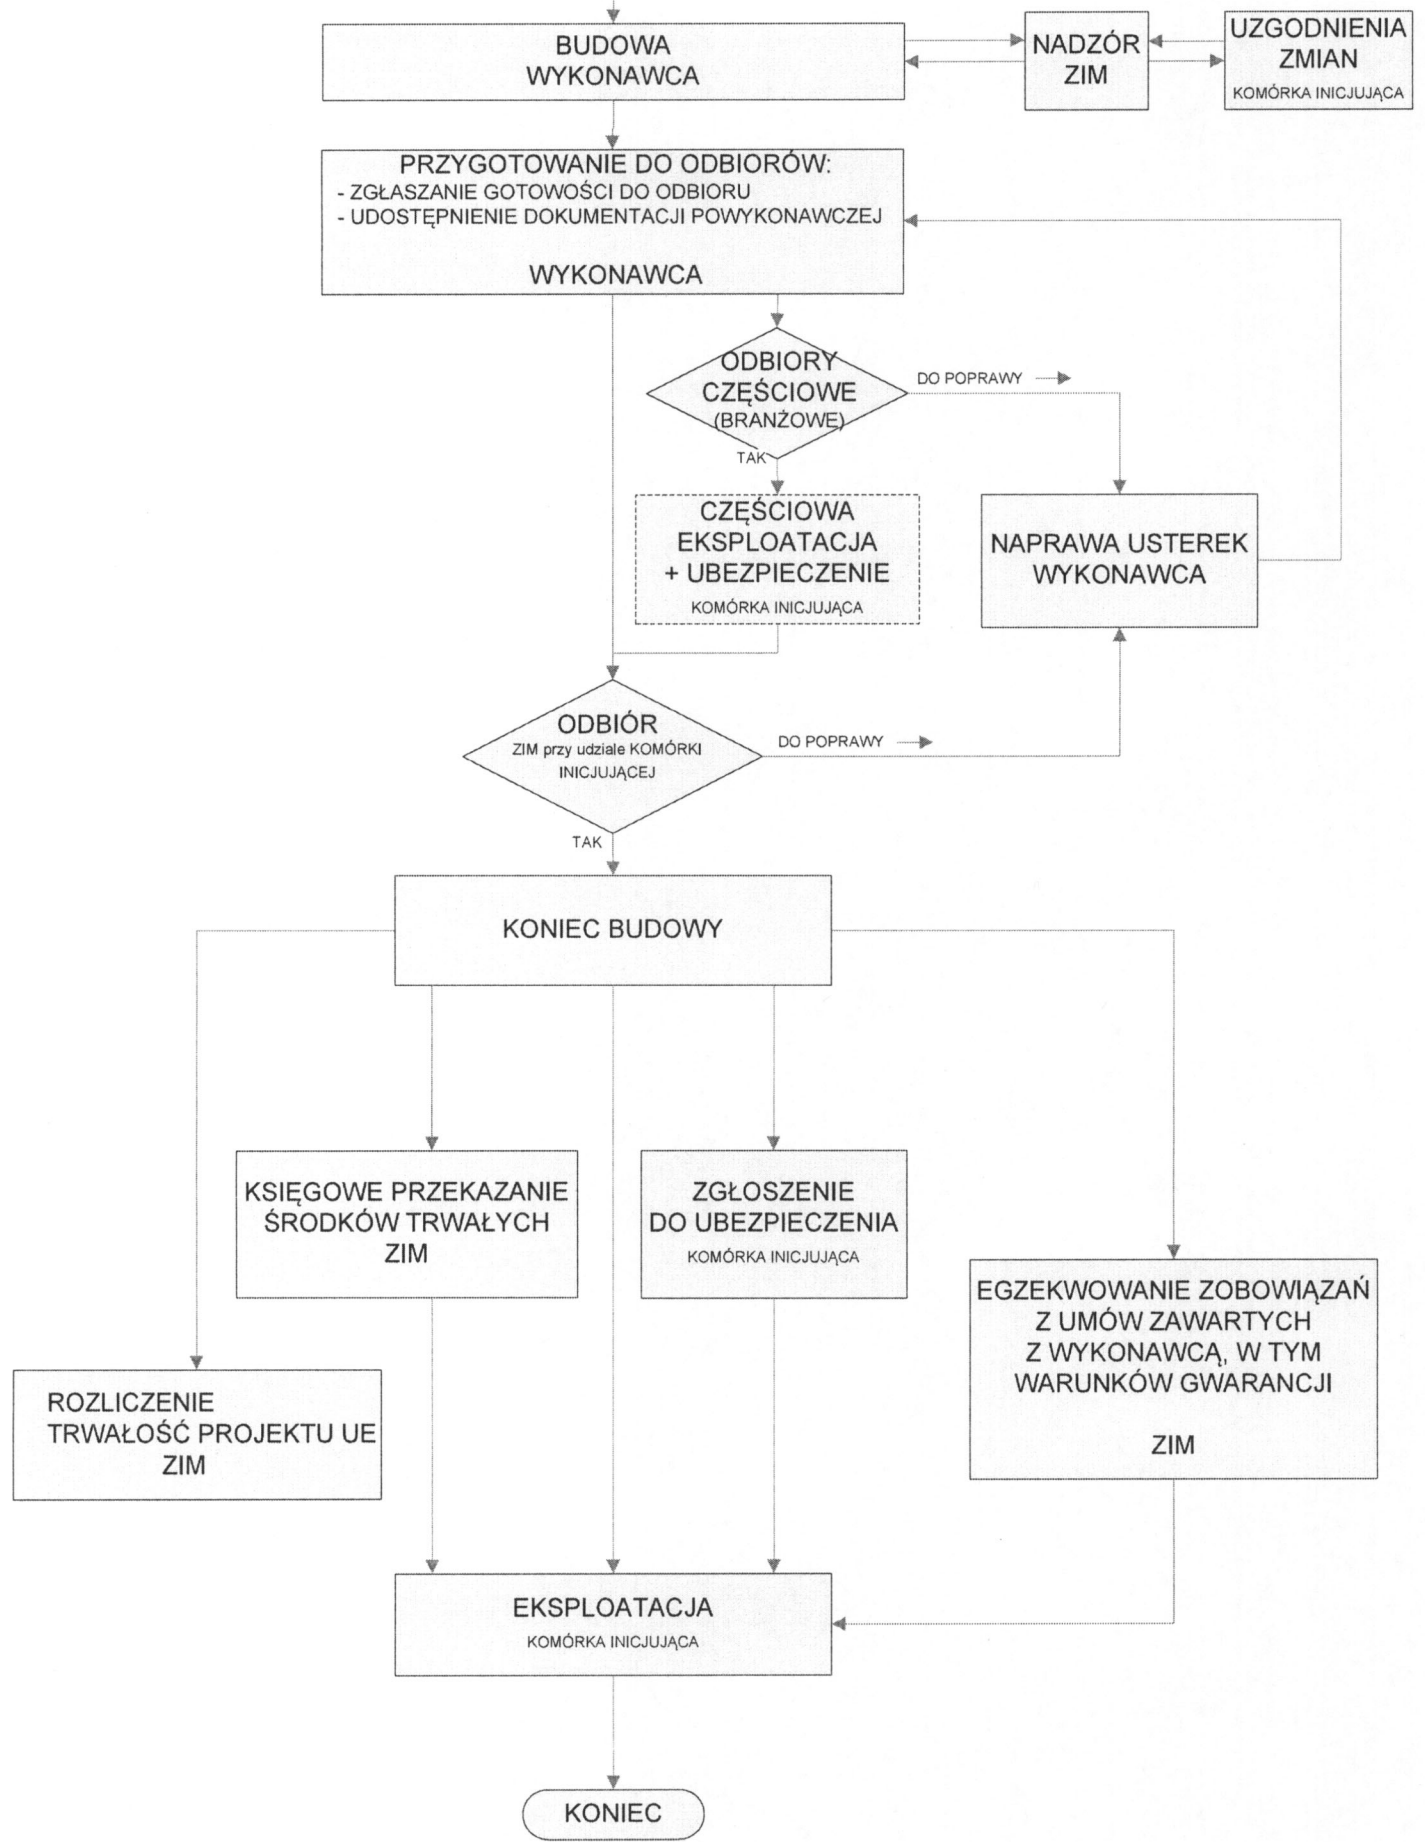 BUDOWA
WYKONAWCA
NADZÓR
ZIM
UZGODNIENIA
ZMIAN
KOMÓRKA INICJUJĄCA
PRZYGOTOWANIE DO ODBIORÓW:
- ZGŁASZANIE GOTOWOŚCI DO ODBIORU
- UDOSTĘPNIENIE DOKUMENTACJI POWYKONAWCZEJ
WYKONAWCA
ODBIORY
CZĘŚCIOWE
(BRANŻOWE)
DO POPRAWY
TAK
CZĘŚCIOWA
EKSPLOATACJA
+ UBEZPIECZENIE
KOMÓRKA INICJUJĄCA
NAPRAWA USTEREK
WYKONAWCA
ODBIÓR
ZIM przy udziale KOMÓRKI
INICJUJĄCEJ
DO POPRAWY
TAK
KONIEC BUDOWY
KSIĘGOWE PRZEKAZANIE
ŚRODKÓW TRWAŁYCH
ZIM
ZGŁOSZENIE
DO UBEZPIECZENIA
KOMÓRKA INICJUJĄCA
EGZEKWOWANIE ZOBOWIĄZAŃ
Z UMÓW ZAWARTYCH
Z WYKONAWCĄ, W TYM
WARUNKÓW GWARANCJI
ZIM
ROZLICZENIE
TRWAŁOŚĆ PROJEKTU UE
ZIM
EKSPLOATACJA
KOMÓRKA INICJUJĄCA
KONIEC